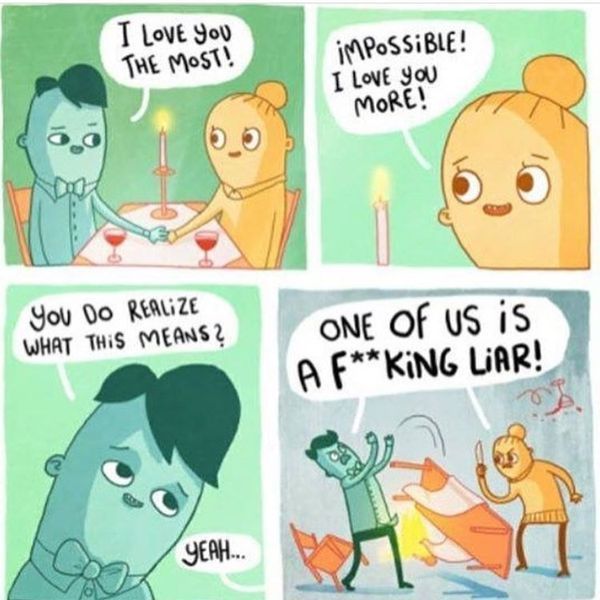 I LOVE YOU
THE MOST!
iMPOSSiBLE!
I LOVE YOU
MORE!
YOU DO REALiZE
WHAT THiS MEANS?
YEAH...
ONE OF US iS
A F**KiNG LiAR!